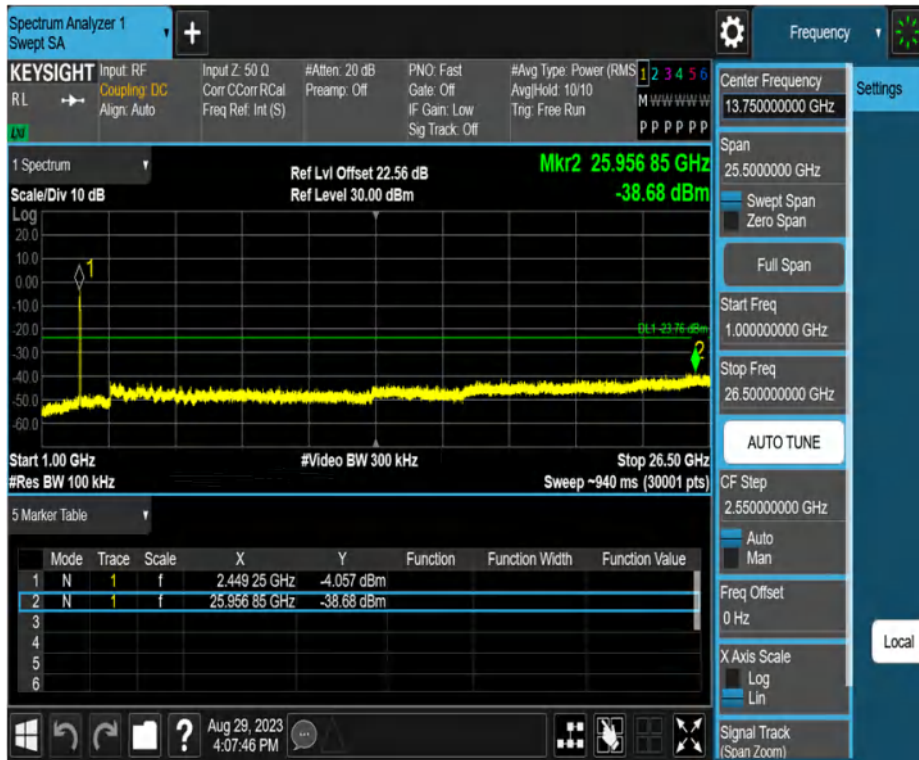 Spectrum Analyzer 1
Swept SA
+
Frequency
KEYSIGHT
RL
LXI
Input: RF
Coupling: DC
Align: Auto
Input Z: 50 Ω
Corr CCorr RCal
Freq Ref: Int (S)
#Atten: 20 dB
Preamp: Off
PNO: Fast
Gate: Off
IF Gain: Low
Sig Track: Off
#Avg Type: Power (RMS
Avg|Hold: 10/10
Trig: Free Run
1 2 3 4 5 6
M W W W W W
P P P P P P
1 Spectrum
Scale/Div 10 dB
Ref Lvl Offset 22.56 dB
Ref Level 30.00 dBm
Mkr2 25.956 85 GHz
-38.68 dBm
Log
20.0
10.0
0.00
-10.0
-20.0
-30.0
-40.0
-50.0
-60.0
1
DL1 -23.76 dBm
2
Start 1.00 GHz
#Video BW 300 kHz
Stop 26.50 GHz
#Res BW 100 kHz
Sweep ~940 ms (30001 pts)
5 Marker Table
Mode Trace Scale X Y Function Function Width Function Value
1 N 1 f 2.449 25 GHz -4.057 dBm
2 N 1 f 25.956 85 GHz -38.68 dBm
3
4
5
6
?
Aug 29, 2023
4:07:46 PM
Center Frequency
13.750000000 GHz
Span
25.5000000 GHz
Swept Span
Zero Span
Full Span
Start Freq
1.000000000 GHz
Stop Freq
26.500000000 GHz
AUTO TUNE
CF Step
2.550000000 GHz
Auto
Man
Freq Offset
0 Hz
X Axis Scale
Log
Lin
Signal Track
(Span Zoom)
Settings
Local